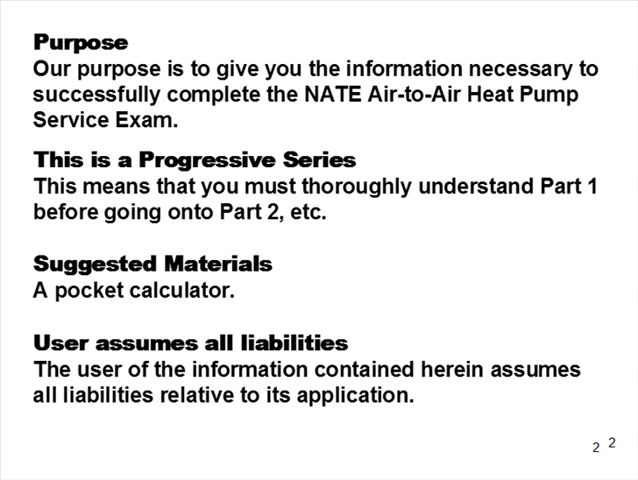 Purpose
Our purpose is to give you the information necessary to
successfully complete the NATE Air-to-Air Heat Pump
Service Exam.
This is a Progressive Series
This means that you must thoroughly understand Part 1
before going onto Part 2, etc.
Suggested Materials
A pocket calculator.
User assumes all liabilities
The user of the information contained herein assumes
all liabilities relative to its application.
2 2